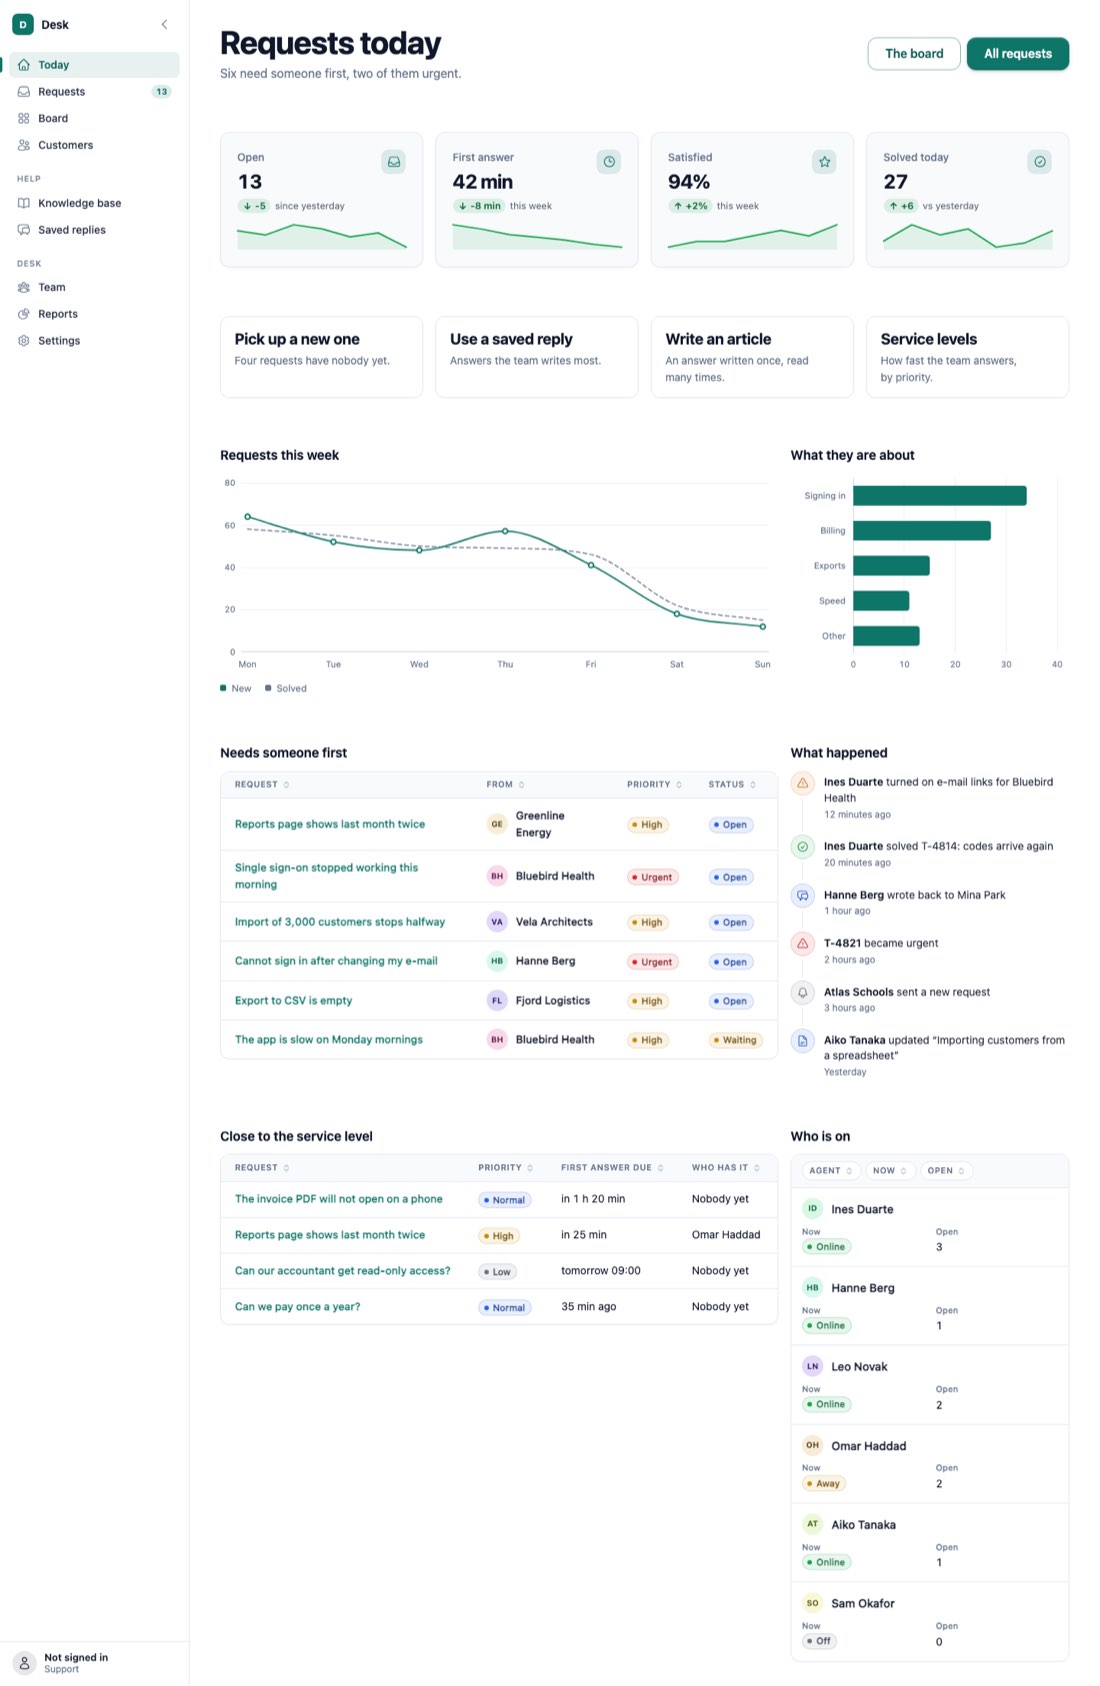 D Desk
Today
Requests 13
Board
Customers
HELP
Knowledge base
Saved replies
DESK
Team
Reports
Settings
Not signed in
Support
Requests today
Six need someone first, two of them urgent.
The board
All requests
Open
13
-5 since yesterday
First answer
42 min
-8 min this week
Satisfied
94%
+2% this week
Solved today
27
+6 vs yesterday
Pick up a new one
Four requests have nobody yet.
Use a saved reply
Answers the team writes most.
Write an article
An answer written once, read
many times.
Service levels
How fast the team answers,
by priority.
Requests this week
80
60
40
20
0
Mon Tue Wed Thu Fri Sat Sun
New Solved
What they are about
Signing in
Billing
Exports
Speed
Other
0 10 20 30 40
Needs someone first
REQUEST FROM PRIORITY STATUS
Reports page shows last month twice GE Greenline
Energy High Open
Single sign-on stopped working this
morning BH Bluebird Health Urgent Open
Import of 3,000 customers stops halfway VA Vela Architects High Open
Cannot sign in after changing my e-mail HB Hanne Berg Urgent Open
Export to CSV is empty FL Fjord Logistics High Open
The app is slow on Monday mornings BH Bluebird Health High Waiting
What happened
Ines Duarte turned on e-mail links for Bluebird
Health
12 minutes ago
Ines Duarte solved T-4814: codes arrive again
20 minutes ago
Hanne Berg wrote back to Mina Park
1 hour ago
T-4821 became urgent
2 hours ago
Atlas Schools sent a new request
3 hours ago
Aiko Tanaka updated “Importing customers from
a spreadsheet”
Yesterday
Close to the service level
REQUEST PRIORITY FIRST ANSWER DUE WHO HAS IT
The invoice PDF will not open on a phone Normal in 1 h 20 min Nobody yet
Reports page shows last month twice High in 25 min Omar Haddad
Can our accountant get read-only access? Low tomorrow 09:00 Nobody yet
Can we pay once a year? Normal 35 min ago Nobody yet
Who is on
AGENT NOW OPEN
ID Ines Duarte
Now Open
Online 3
HB Hanne Berg
Now Open
Online 1
LN Leo Novak
Now Open
Online 2
OH Omar Haddad
Now Open
Away 2
AT Aiko Tanaka
Now Open
Online 1
SO Sam Okafor
Now Open
Off 0